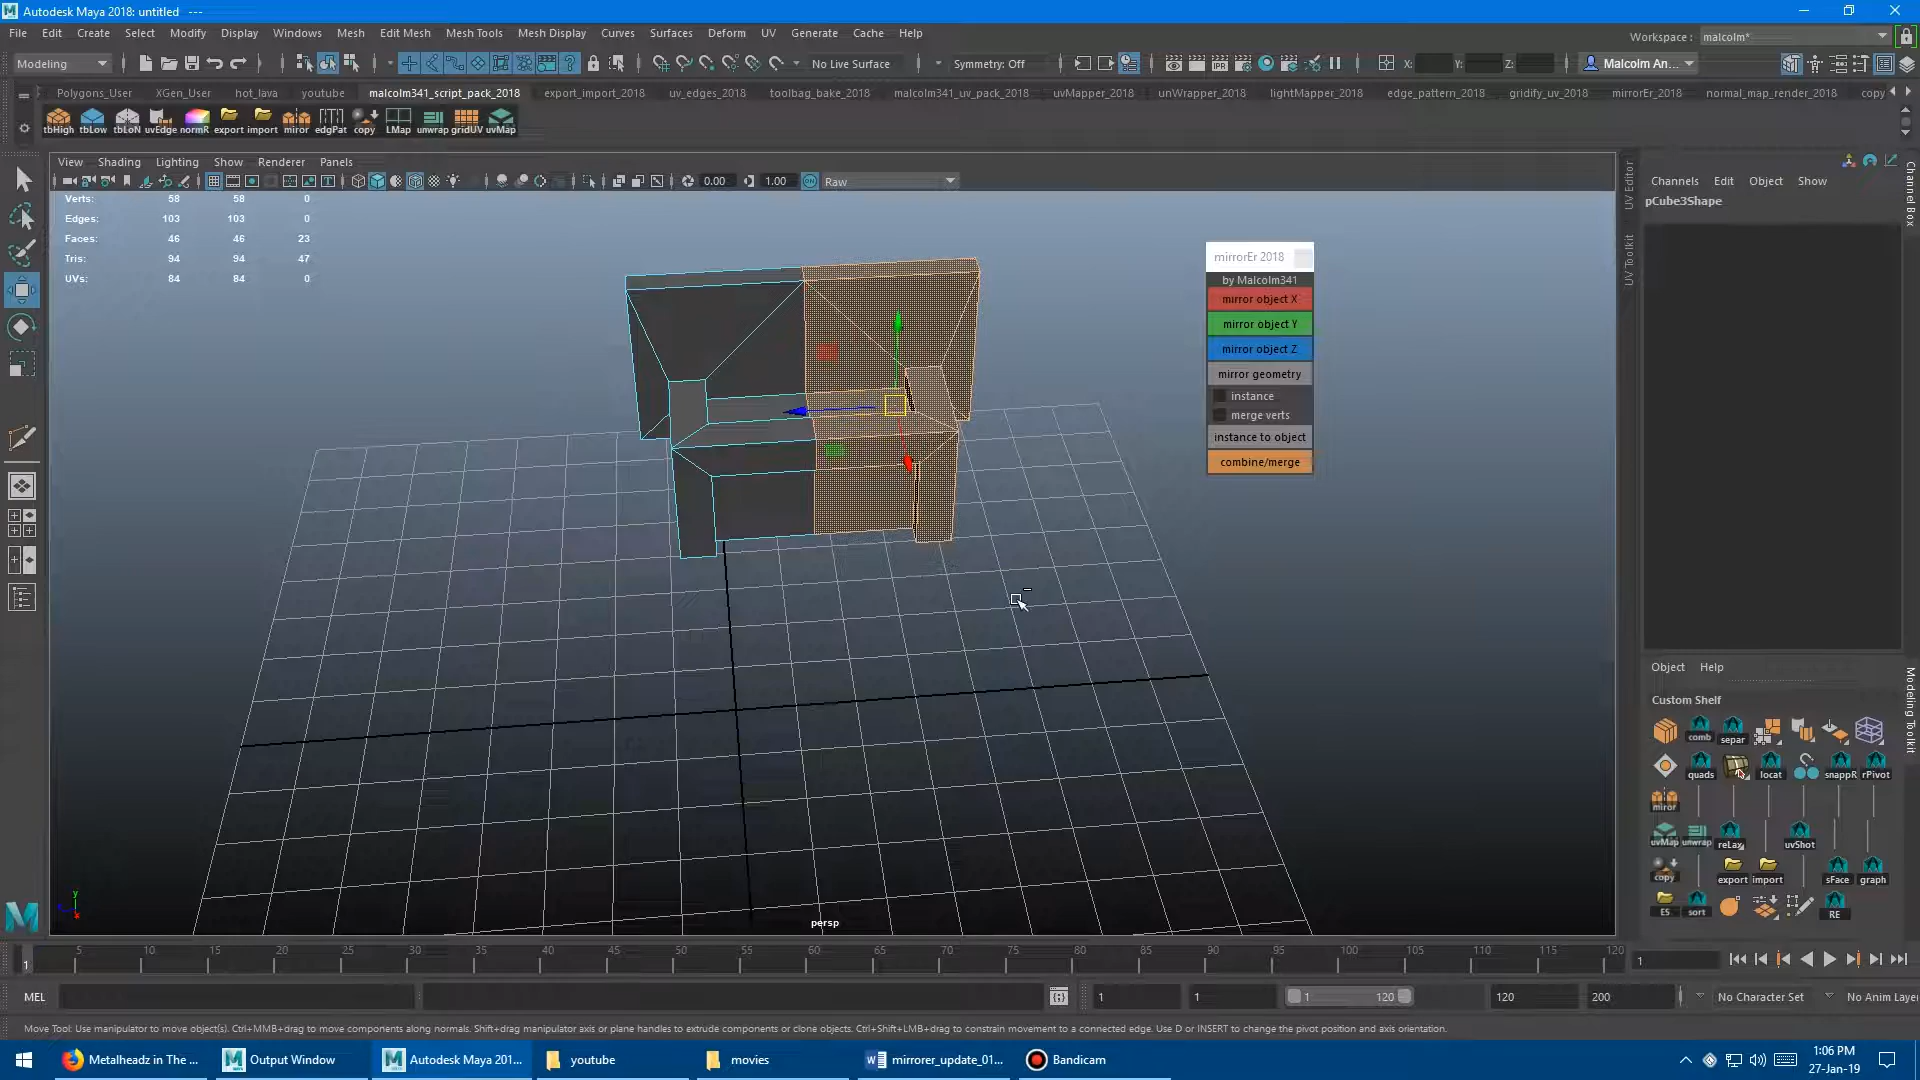 Autodesk Maya 2018: untitled   ---
File Edit Create Select Modify Display Windows Mesh Edit Mesh Mesh Tools Mesh Display Curves Surfaces Deform UV Generate Cache Help
Workspace : malcolm*
Modeling
No Live Surface
Symmetry: Off
X: Y: Z:
Malcolm An...
Polygons_User XGen_User hot_lava youtube malcolm341_script_pack_2018 export_import_2018 uv_edges_2018 toolbag_bake_2018 malcolm341_uv_pack_2018 uvMapper_2018 unWrapper_2018 lightMapper_2018 edge_pattern_2018 gridify_uv_2018 mirrorEr_2018 normal_map_render_2018 copy
tbHigh tbLow tbLoN uvEdge normR export import miror edgPat copy LMap unwrap gridUV uvMap
View Shading Lighting Show Renderer Panels
0.00 1.00 Raw
Verts: 58 58 0
Edges: 103 103 0
Faces: 46 46 23
Tris: 94 94 47
UVs: 84 84 0
mirrorEr 2018
by Malcolm341
mirror object X
mirror object Y
mirror object Z
mirror geometry
instance
merge verts
instance to object
combine/merge
persp
y
UV Editor
UV Toolkit
Channels Edit Object Show
pCube3Shape
Channel Box
Object Help
Custom Shelf
Modeling Toolkit
comb separ
quads locat snappR rPivot
miror
uvMap unwrap reLax uvShot
copy export import sFace graph
ES sort RE
5 10 15 20 25 30 35 40 45 50 55 60 65 70 75 80 85 90 95 100 105 110 115 120
1
1
MEL
1 1 1 120 120 200
No Character Set
No Anim Layer
Move Tool: Use manipulator to move object(s). Ctrl+MMB+drag to move components along normals. Shift+drag manipulator axis or plane handles to extrude components or clone objects. Ctrl+Shift+LMB+drag to constrain movement to a connected edge. Use D or INSERT to change the pivot position and axis orientation.
Metalheadz in The ...
Output Window
Autodesk Maya 201...
youtube
movies
mirrorer_update_01...
Bandicam
1:06 PM
27-Jan-19